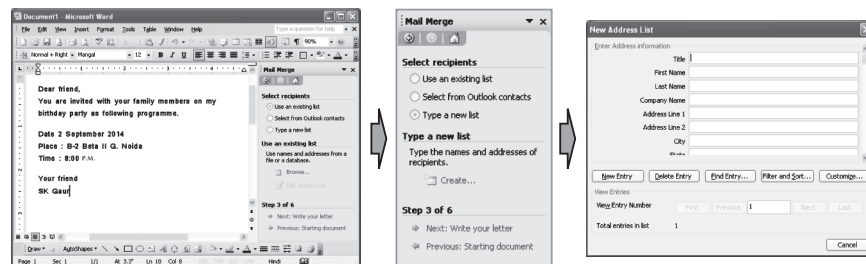 Document1 - Microsoft Word
File Edit View Insert Format Tools Table Window Help
Type a question for help
90%
Normal + Right Mangal 12 B I U
Dear friend,
You are invited with your family members on my
birthday party as following programme.
Date 2 September 2014
Place : B-2 Beta II G. Noida
Time : 8:00 P.M.
Your friend
SK Gaur
Mail Merge
Select recipients
Use an existing list
Select from Outlook contacts
Type a new list
Use an existing list
Use names and addresses from a
file or a database.
Browse...
Edit recipient list...
Step 3 of 6
Next: Write your letter
Previous: Starting document
Draw AutoShapes
Page 1 Sec 1 1/1 At 3.3" Ln 10 Col 8 REC TRK EXT OVR Hindi
Mail Merge
Select recipients
Use an existing list
Select from Outlook contacts
Type a new list
Type a new list
Type the names and addresses of
recipients.
Create...
Step 3 of 6
Next: Write your letter
Previous: Starting document
New Address List
Enter Address information
Title
First Name
Last Name
Company Name
Address Line 1
Address Line 2
City
State
New Entry Delete Entry Find Entry... Filter and Sort... Customize...
View Entries
View Entry Number First Previous 1 Next Last
Total entries in list 1
Cancel